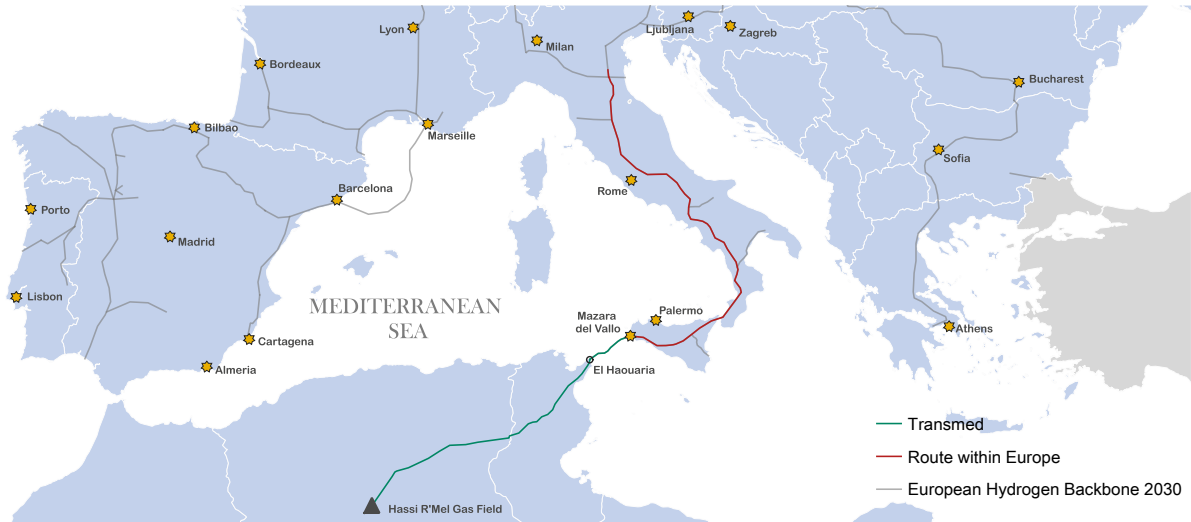 Lyon
Milan
Ljubljana
Zagreb
Bordeaux
Bucharest
Bilbao
Marseille
Sofia
Barcelona
Rome
Porto
Madrid
Lisbon
MEDITERRANEAN
SEA
Mazara
del Vallo
Palermo
Cartagena
Athens
Almeria
El Haouaria
Hassi R'Mel Gas Field
Transmed
Route within Europe
European Hydrogen Backbone 2030